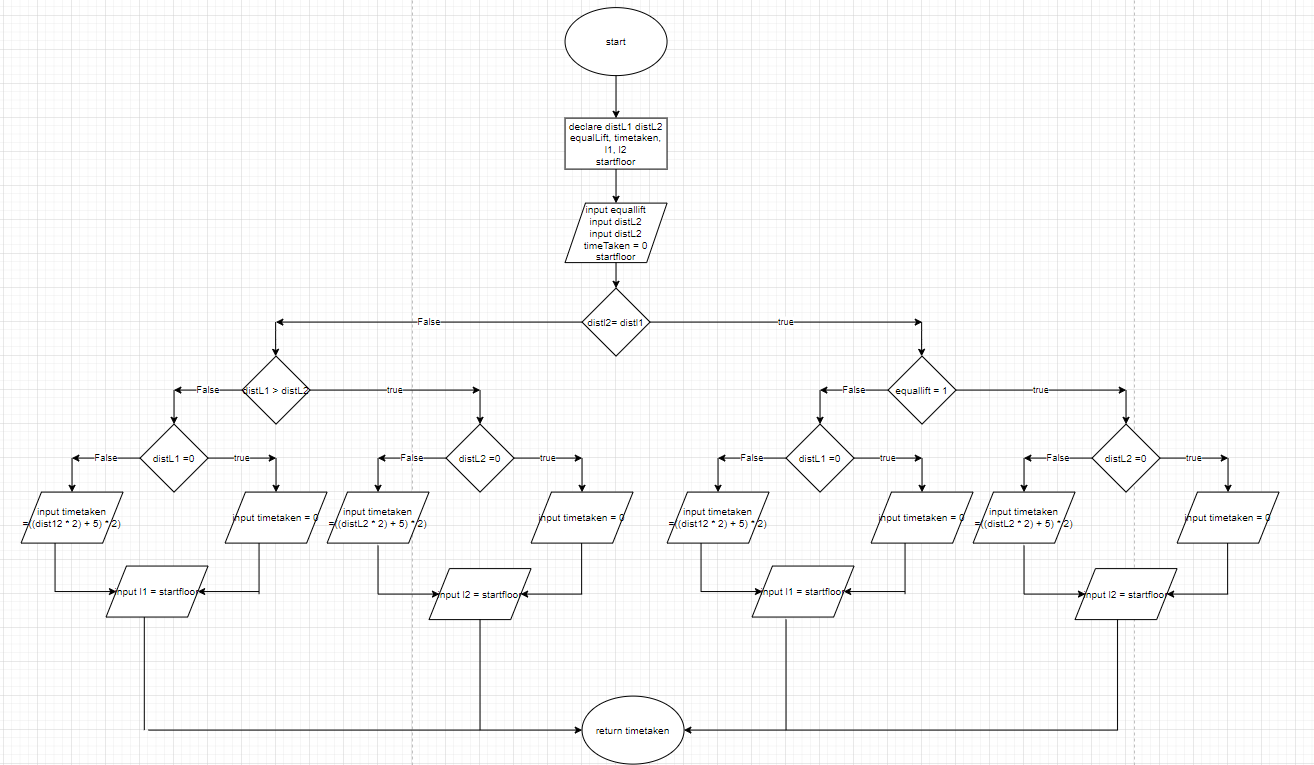 start
declare distL1 distL2
equalLift, timetaken,
l1, l2
startfloor
input equallift
input distL2
input distL2
timeTaken = 0
startfloor
distl2= distl1
False
true
distL1 > distL2
False
true
equallift = 1
False
true
distL1 =0
False
true
distL2 =0
False
true
distL1 =0
False
true
distL2 =0
False
true
input timetaken
=((dist12 * 2) + 5) * 2)
input timetaken = 0
input timetaken
=((distL2 * 2) + 5) * 2)
input timetaken = 0
input timetaken
=((dist12 * 2) + 5) * 2)
input timetaken = 0
input timetaken
=((distL2 * 2) + 5) * 2)
input timetaken = 0
input l1 = startfloor
input l2 = startfloor
input l1 = startfloor
input l2 = startfloor
return timetaken